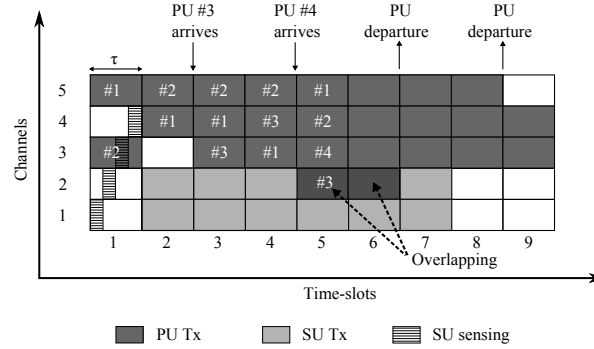 PU #3 arrives
PU #4 arrives
PU departure
PU departure
τ
5 #1 #2 #2 #2 #1
4 #1 #1 #3 #2
3 #2 #3 #1 #4
2 #3
1
1 2 3 4 5 6 7 8 9
Channels
Overlapping
Time-slots
PU Tx
SU Tx
SU sensing